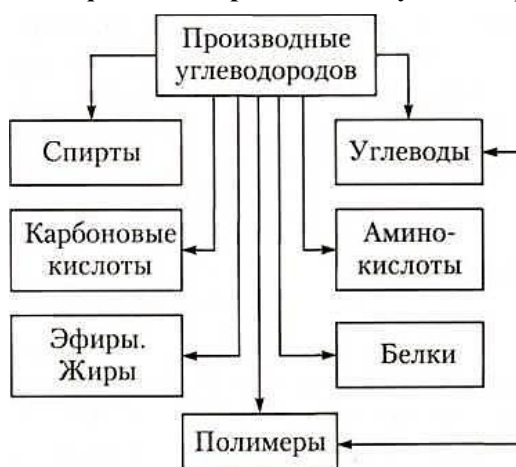 Производные
углеводородов
Спирты
Углеводы
Карбоновые
кислоты
Амино-
кислоты
Эфиры.
Жиры
Белки
Полимеры